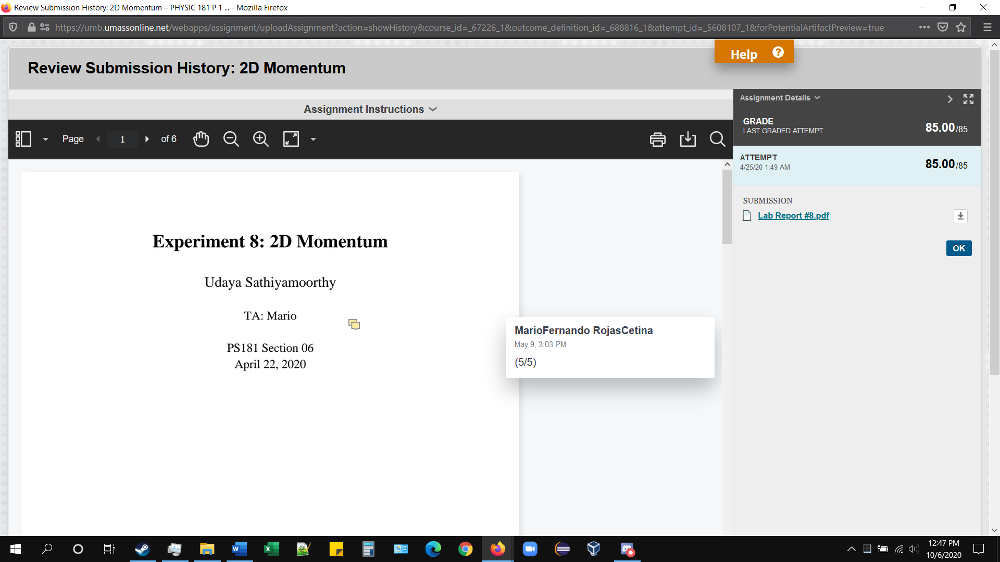 Review Submission History: 2D Momentum – PHYSIC 181 P 1 ... - Mozilla Firefox
https://umb.umassonline.net/webapps/assignment/uploadAssignment?action=showHistory&course_id=_67226_1&outcome_definition_id=_688816_1&attempt_id=_5608107_1&forPotentialArtifactPreview=true
Help ?
Review Submission History: 2D Momentum
Assignment Instructions
Page 1 of 6
Experiment 8: 2D Momentum
Udaya Sathiyamoorthy
TA: Mario
PS181 Section 06
April 22, 2020
MarioFernando RojasCetina
May 9, 3:03 PM
(5/5)
Assignment Details
GRADE
LAST GRADED ATTEMPT
85.00/85
ATTEMPT
4/25/20 1:49 AM
85.00/85
SUBMISSION
Lab Report #8.pdf
OK
12:47 PM
10/6/2020